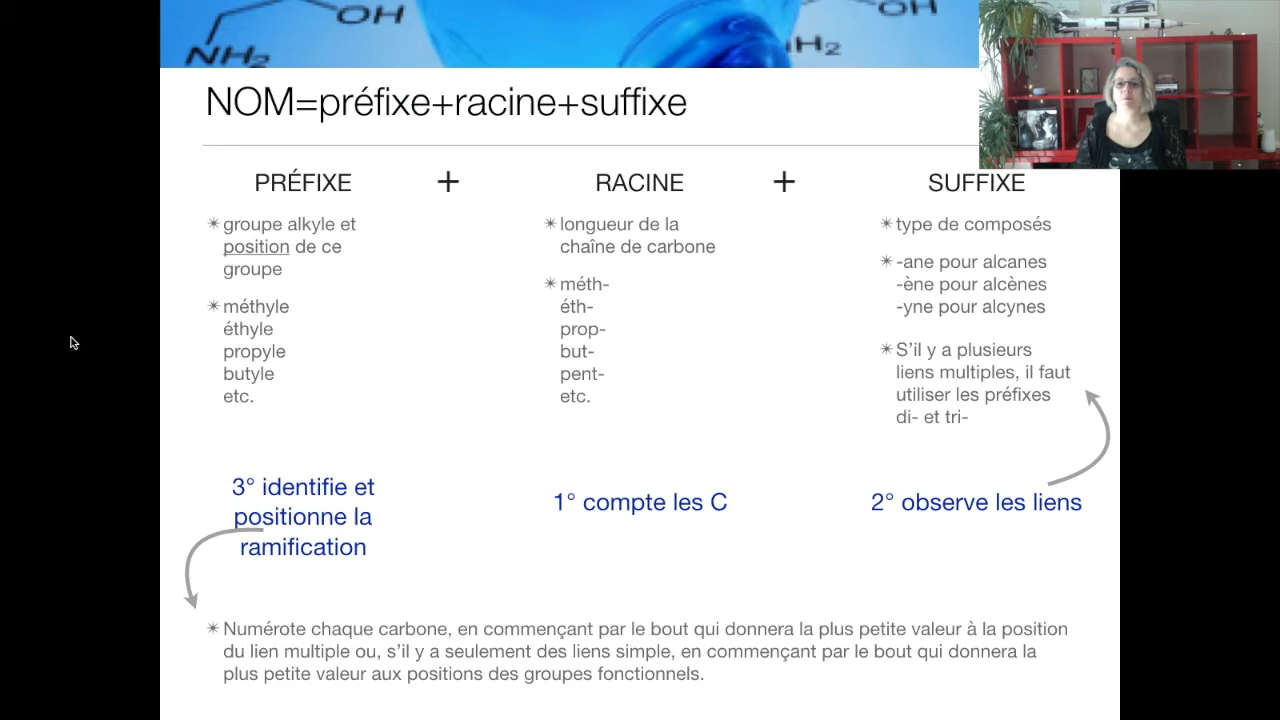 OH
NH₂
OH
H₂
NOM=préfixe+racine+suffixe
PRÉFIXE + RACINE + SUFFIXE
✴ groupe alkyle et
position de ce
groupe
✴ méthyle
éthyle
propyle
butyle
etc.
✴ longueur de la
chaîne de carbone
✴ méth-
éth-
prop-
but-
pent-
etc.
✴ type de composés
✴ -ane pour alcanes
-ène pour alcènes
-yne pour alcynes
✴ S’il y a plusieurs
liens multiples, il faut
utiliser les préfixes
di- et tri-
3° identifie et
positionne la
ramification
1° compte les C
2° observe les liens
✴ Numérote chaque carbone, en commençant par le bout qui donnera la plus petite valeur à la position
du lien multiple ou, s’il y a seulement des liens simple, en commençant par le bout qui donnera la
plus petite valeur aux positions des groupes fonctionnels.